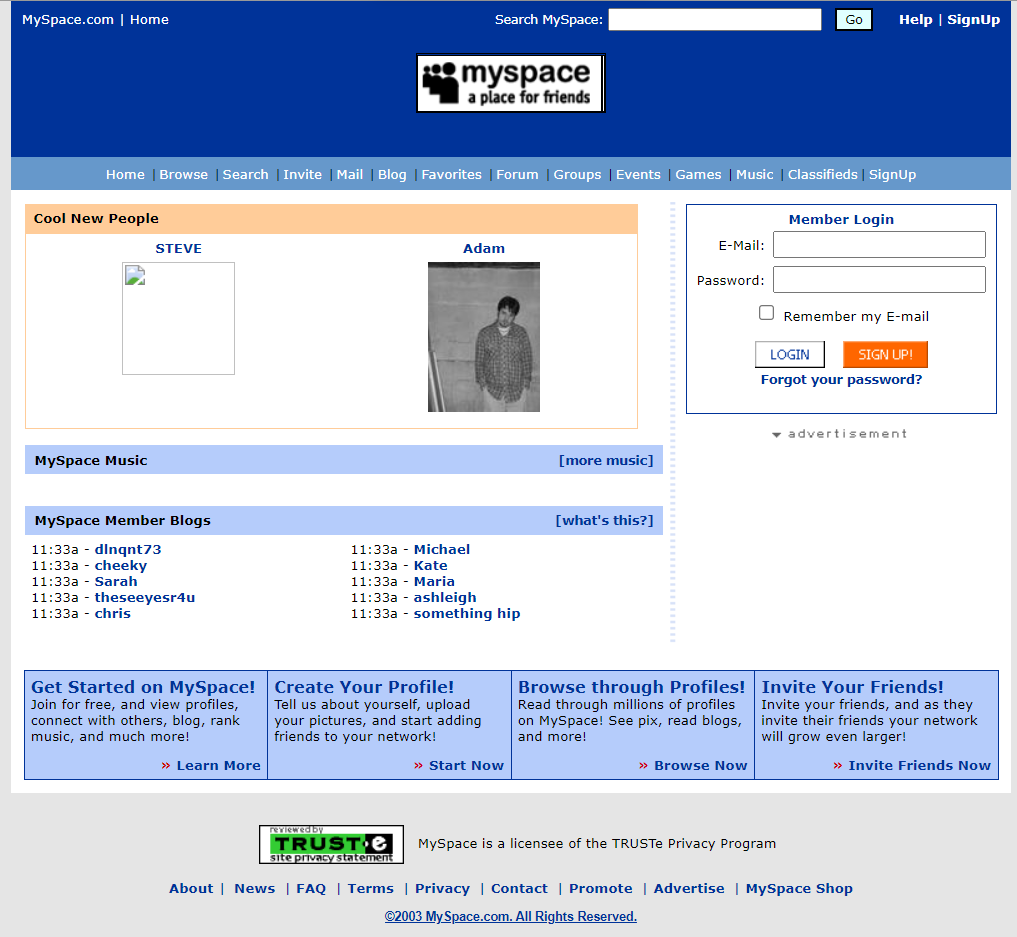 MySpace.com | Home
Search MySpace:
Go
Help | SignUp
myspace
a place for friends
Home | Browse | Search | Invite | Mail | Blog | Favorites | Forum | Groups | Events | Games | Music | Classifieds | SignUp
Cool New People
STEVE
Adam
MySpace Music
[more music]
MySpace Member Blogs
[what's this?]
11:33a - dlnqnt73
11:33a - cheeky
11:33a - Sarah
11:33a - theseeyesr4u
11:33a - chris
11:33a - Michael
11:33a - Kate
11:33a - Maria
11:33a - ashleigh
11:33a - something hip
Member Login
E-Mail:
Password:
Remember my E-mail
LOGIN
SIGN UP!
Forgot your password?
advertisement
Get Started on MySpace!
Join for free, and view profiles,
connect with others, blog, rank
music, and much more!
» Learn More
Create Your Profile!
Tell us about yourself, upload
your pictures, and start adding
friends to your network!
» Start Now
Browse through Profiles!
Read through millions of profiles
on MySpace! See pix, read blogs,
and more!
» Browse Now
Invite Your Friends!
Invite your friends, and as they
invite their friends your network
will grow even larger!
» Invite Friends Now
reviewed by
TRUST·e
site privacy statement
MySpace is a licensee of the TRUSTe Privacy Program
About | News | FAQ | Terms | Privacy | Contact | Promote | Advertise | MySpace Shop
©2003 MySpace.com. All Rights Reserved.